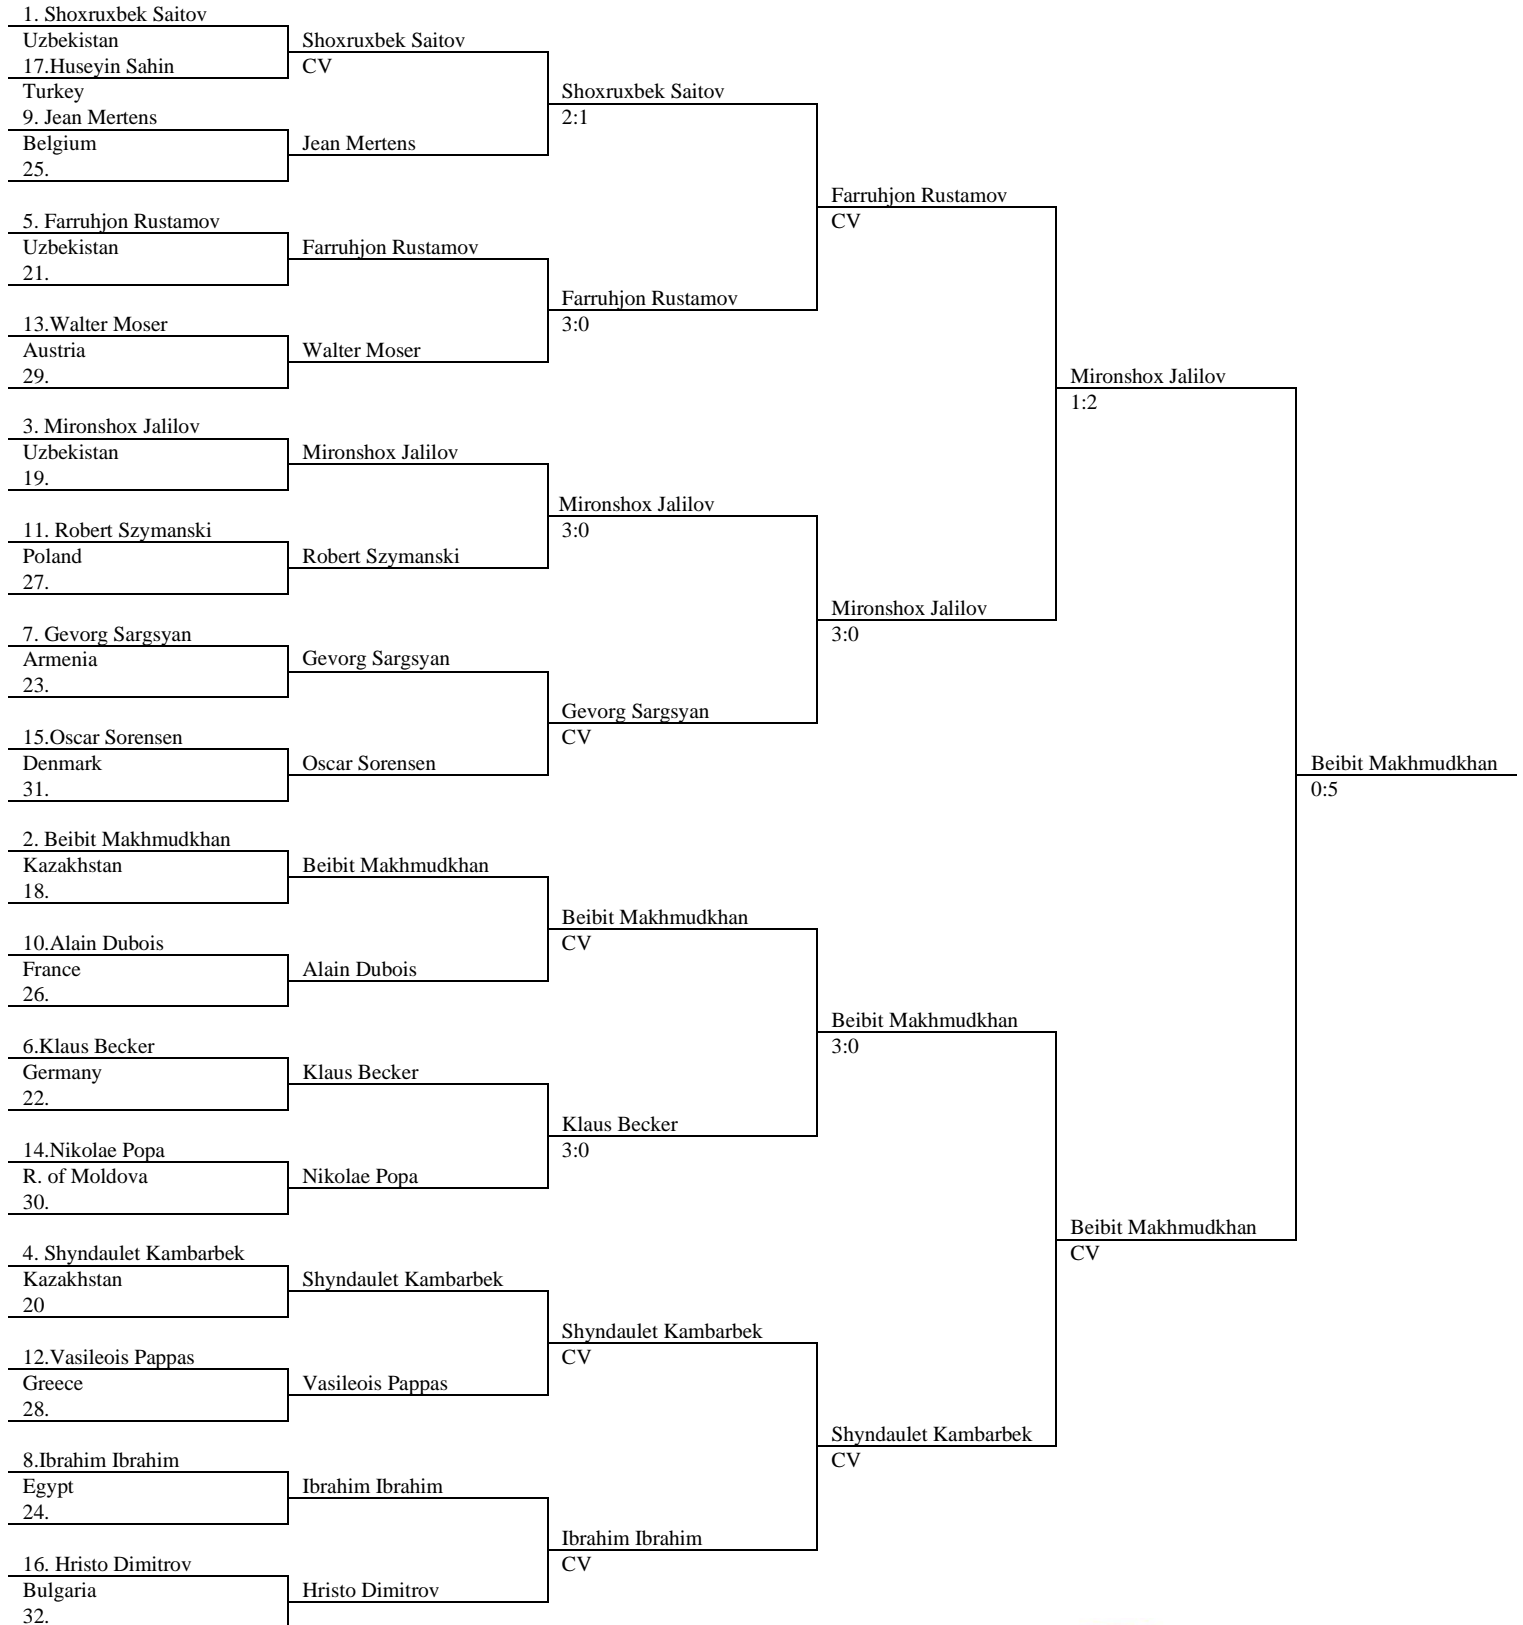 1. Shoxruxbek Saitov
Uzbekistan
17.Huseyin Sahin
Turkey
9. Jean Mertens
Belgium
25.
5. Farruhjon Rustamov
Uzbekistan
21.
13.Walter Moser
Austria
29.
3. Mironshox Jalilov
Uzbekistan
19.
11. Robert Szymanski
Poland
27.
7. Gevorg Sargsyan
Armenia
23.
15.Oscar Sorensen
Denmark
31.
2. Beibit Makhmudkhan
Kazakhstan
18.
10.Alain Dubois
France
26.
6.Klaus Becker
Germany
22.
14.Nikolae Popa
R. of Moldova
30.
4. Shyndaulet Kambarbek
Kazakhstan
20
12.Vasileois Pappas
Greece
28.
8.Ibrahim Ibrahim
Egypt
24.
16. Hristo Dimitrov
Bulgaria
32.
Shoxruxbek Saitov
CV
Jean Mertens
Farruhjon Rustamov
Walter Moser
Mironshox Jalilov
Robert Szymanski
Gevorg Sargsyan
Oscar Sorensen
Beibit Makhmudkhan
Alain Dubois
Klaus Becker
Nikolae Popa
Shyndaulet Kambarbek
Vasileois Pappas
Ibrahim Ibrahim
Hristo Dimitrov
Shoxruxbek Saitov
2:1
Farruhjon Rustamov
3:0
Mironshox Jalilov
3:0
Gevorg Sargsyan
CV
Beibit Makhmudkhan
CV
Klaus Becker
3:0
Shyndaulet Kambarbek
CV
Ibrahim Ibrahim
CV
Farruhjon Rustamov
CV
Mironshox Jalilov
3:0
Beibit Makhmudkhan
3:0
Shyndaulet Kambarbek
CV
Mironshox Jalilov
1:2
Beibit Makhmudkhan
CV
Beibit Makhmudkhan
0:5